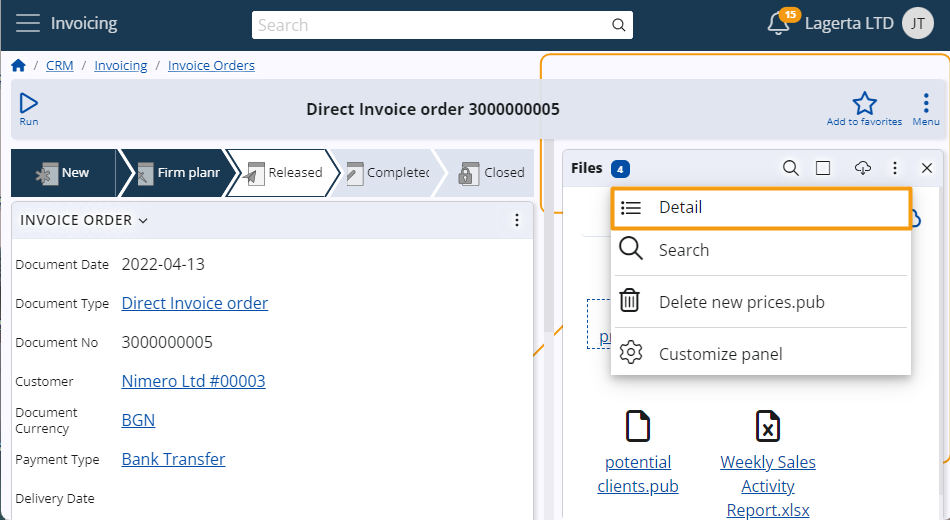 Invoicing
Search
15
Lagerta LTD
JT
/ CRM / Invoicing / Invoice Orders
Run
Direct Invoice order 3000000005
Add to favorites
Menu
New
Firm planr
Released
Completed
Closed
Files 4
INVOICE ORDER
Document Date 2022-04-13
Document Type Direct Invoice order
Document No 3000000005
Customer Nimero Ltd #00003
Document
Currency
BGN
Payment Type Bank Transfer
Delivery Date
Detail
Search
Delete new prices.pub
Customize panel
potential
clients.pub
Weekly Sales
Activity
Report.xlsx